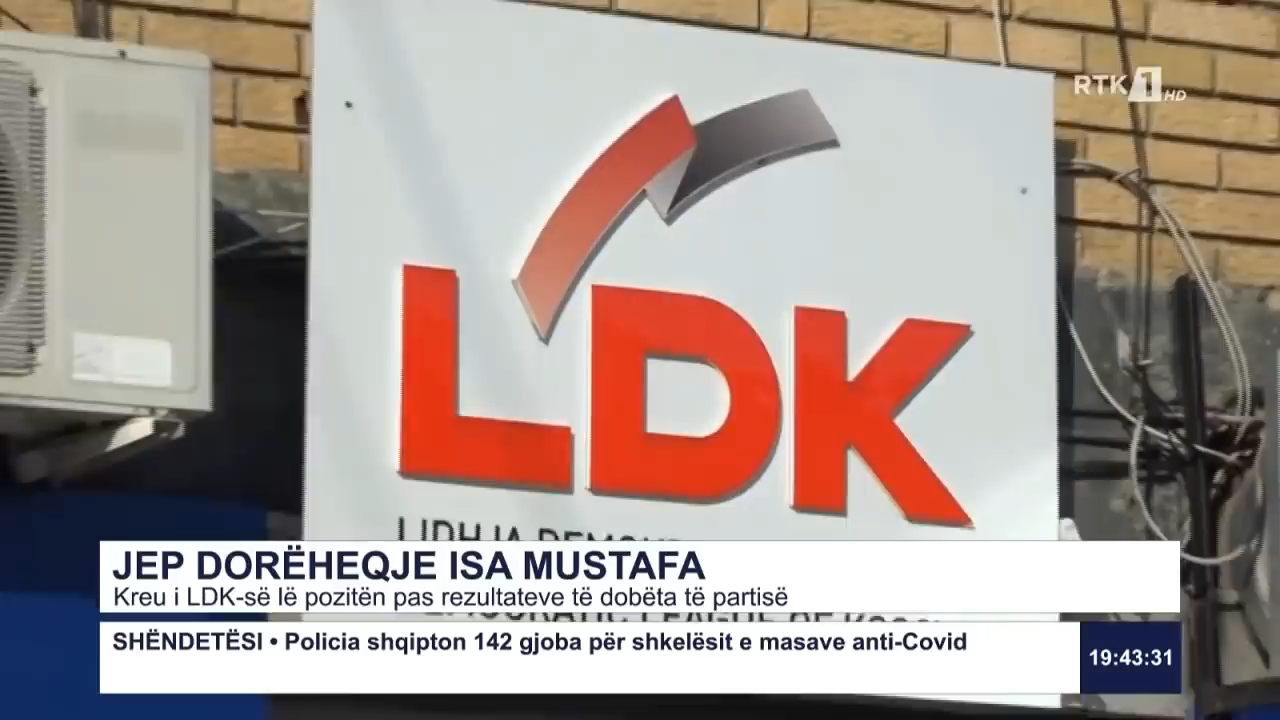 RTK 1 HD
LDK
JEP DORËHEQJE ISA MUSTAFA
Kreu i LDK-së lë pozitën pas rezultateve të dobëta të partisë
SHËNDETËSI • Policia shqipton 142 gjoba për shkelësit e masave anti-Covid
19:43:31